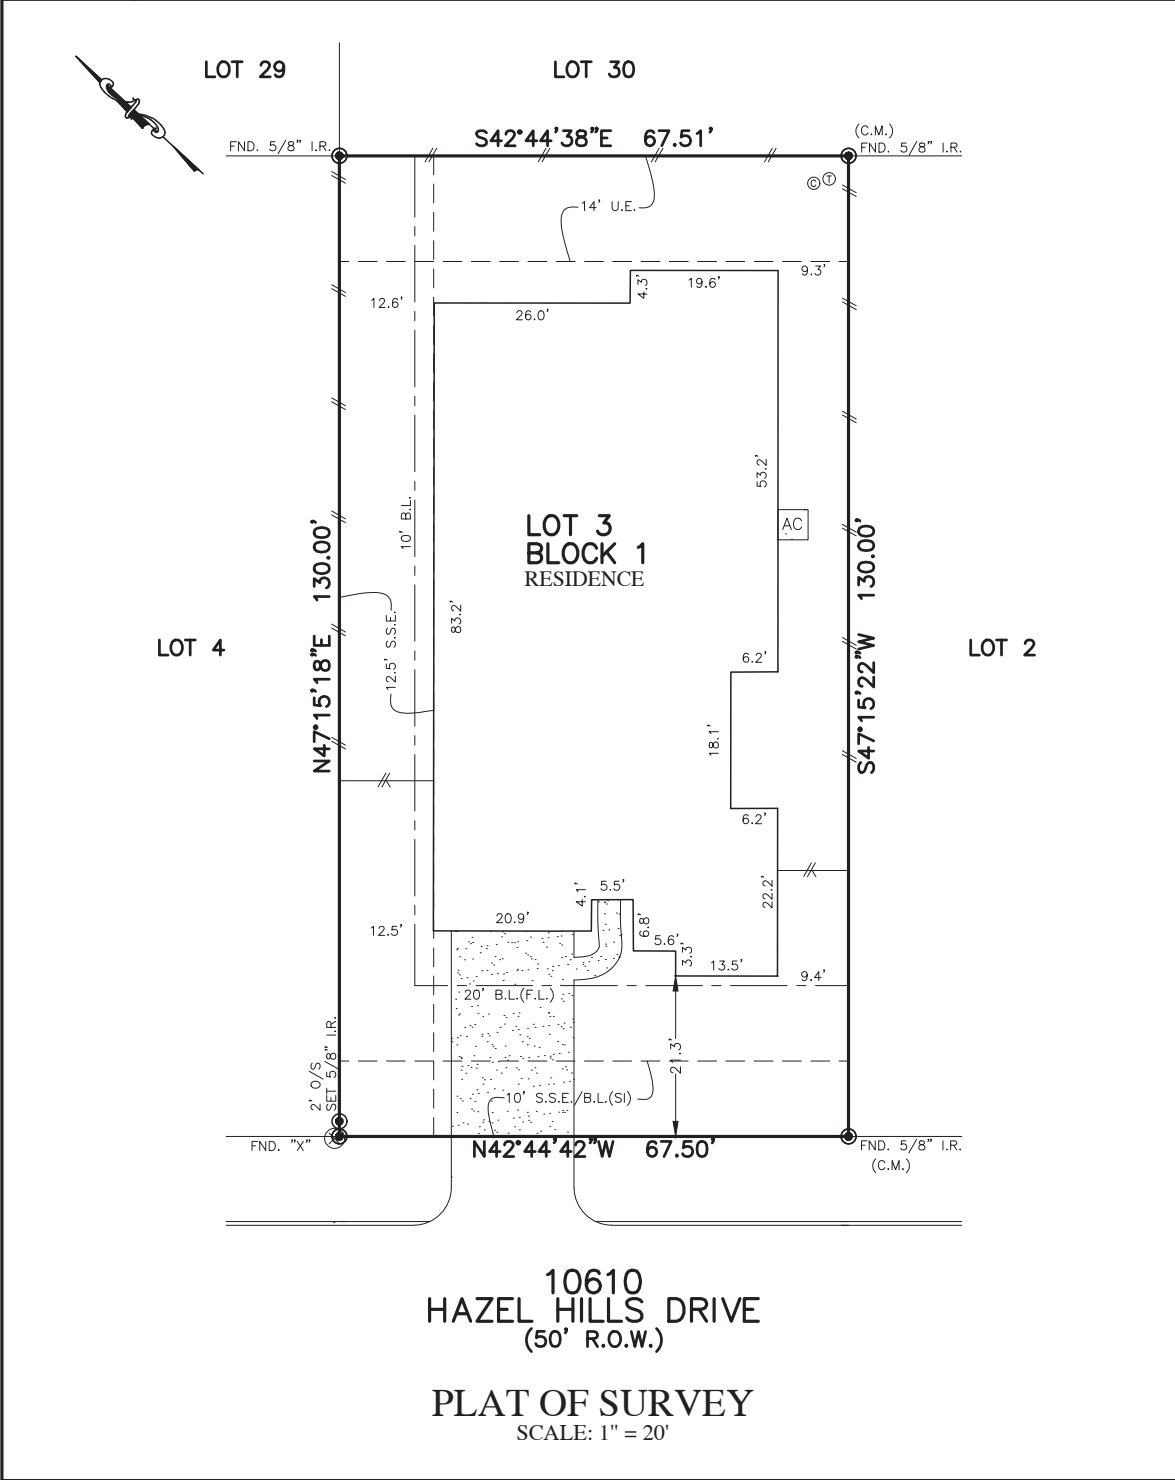 LOT 29
LOT 30
S42°44'38"E 67.51'
(C.M.)
FND. 5/8" I.R.
FND. 5/8" I.R.
C
T
14' U.E.
9.3'
19.6'
4.3'
12.6'
26.0'
53.2'
10' B.L.
LOT 3
BLOCK 1
RESIDENCE
AC
N47°15'18"E 130.00'
S47°15'22"W 130.00'
83.2'
12.5' S.S.E.
LOT 4
LOT 2
6.2'
18.1'
6.2'
22.2'
4.1'
5.5'
20.9'
6.8'
12.5'
5.6'
3.3'
13.5'
9.4'
20' B.L.(F.L.)
21.3'
2' O/S
SET 5/8" I.R.
10' S.S.E./B.L.(SI)
FND. "X"
N42°44'42"W 67.50'
FND. 5/8" I.R.
(C.M.)
10610
HAZEL HILLS DRIVE
(50' R.O.W.)
PLAT OF SURVEY
SCALE: 1" = 20'